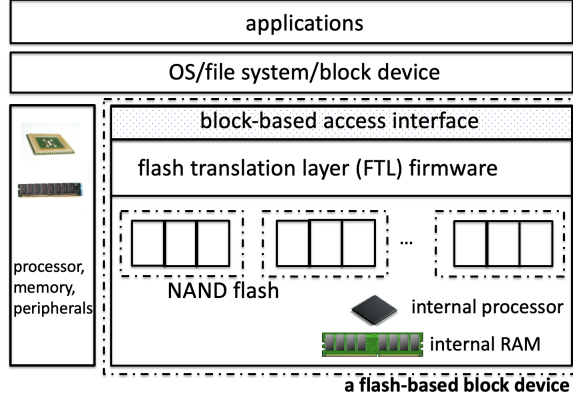 applications
OS/file system/block device
block-based access interface
flash translation layer (FTL) firmware
...
NAND flash
processor,
memory,
peripherals
internal processor
internal RAM
a flash-based block device